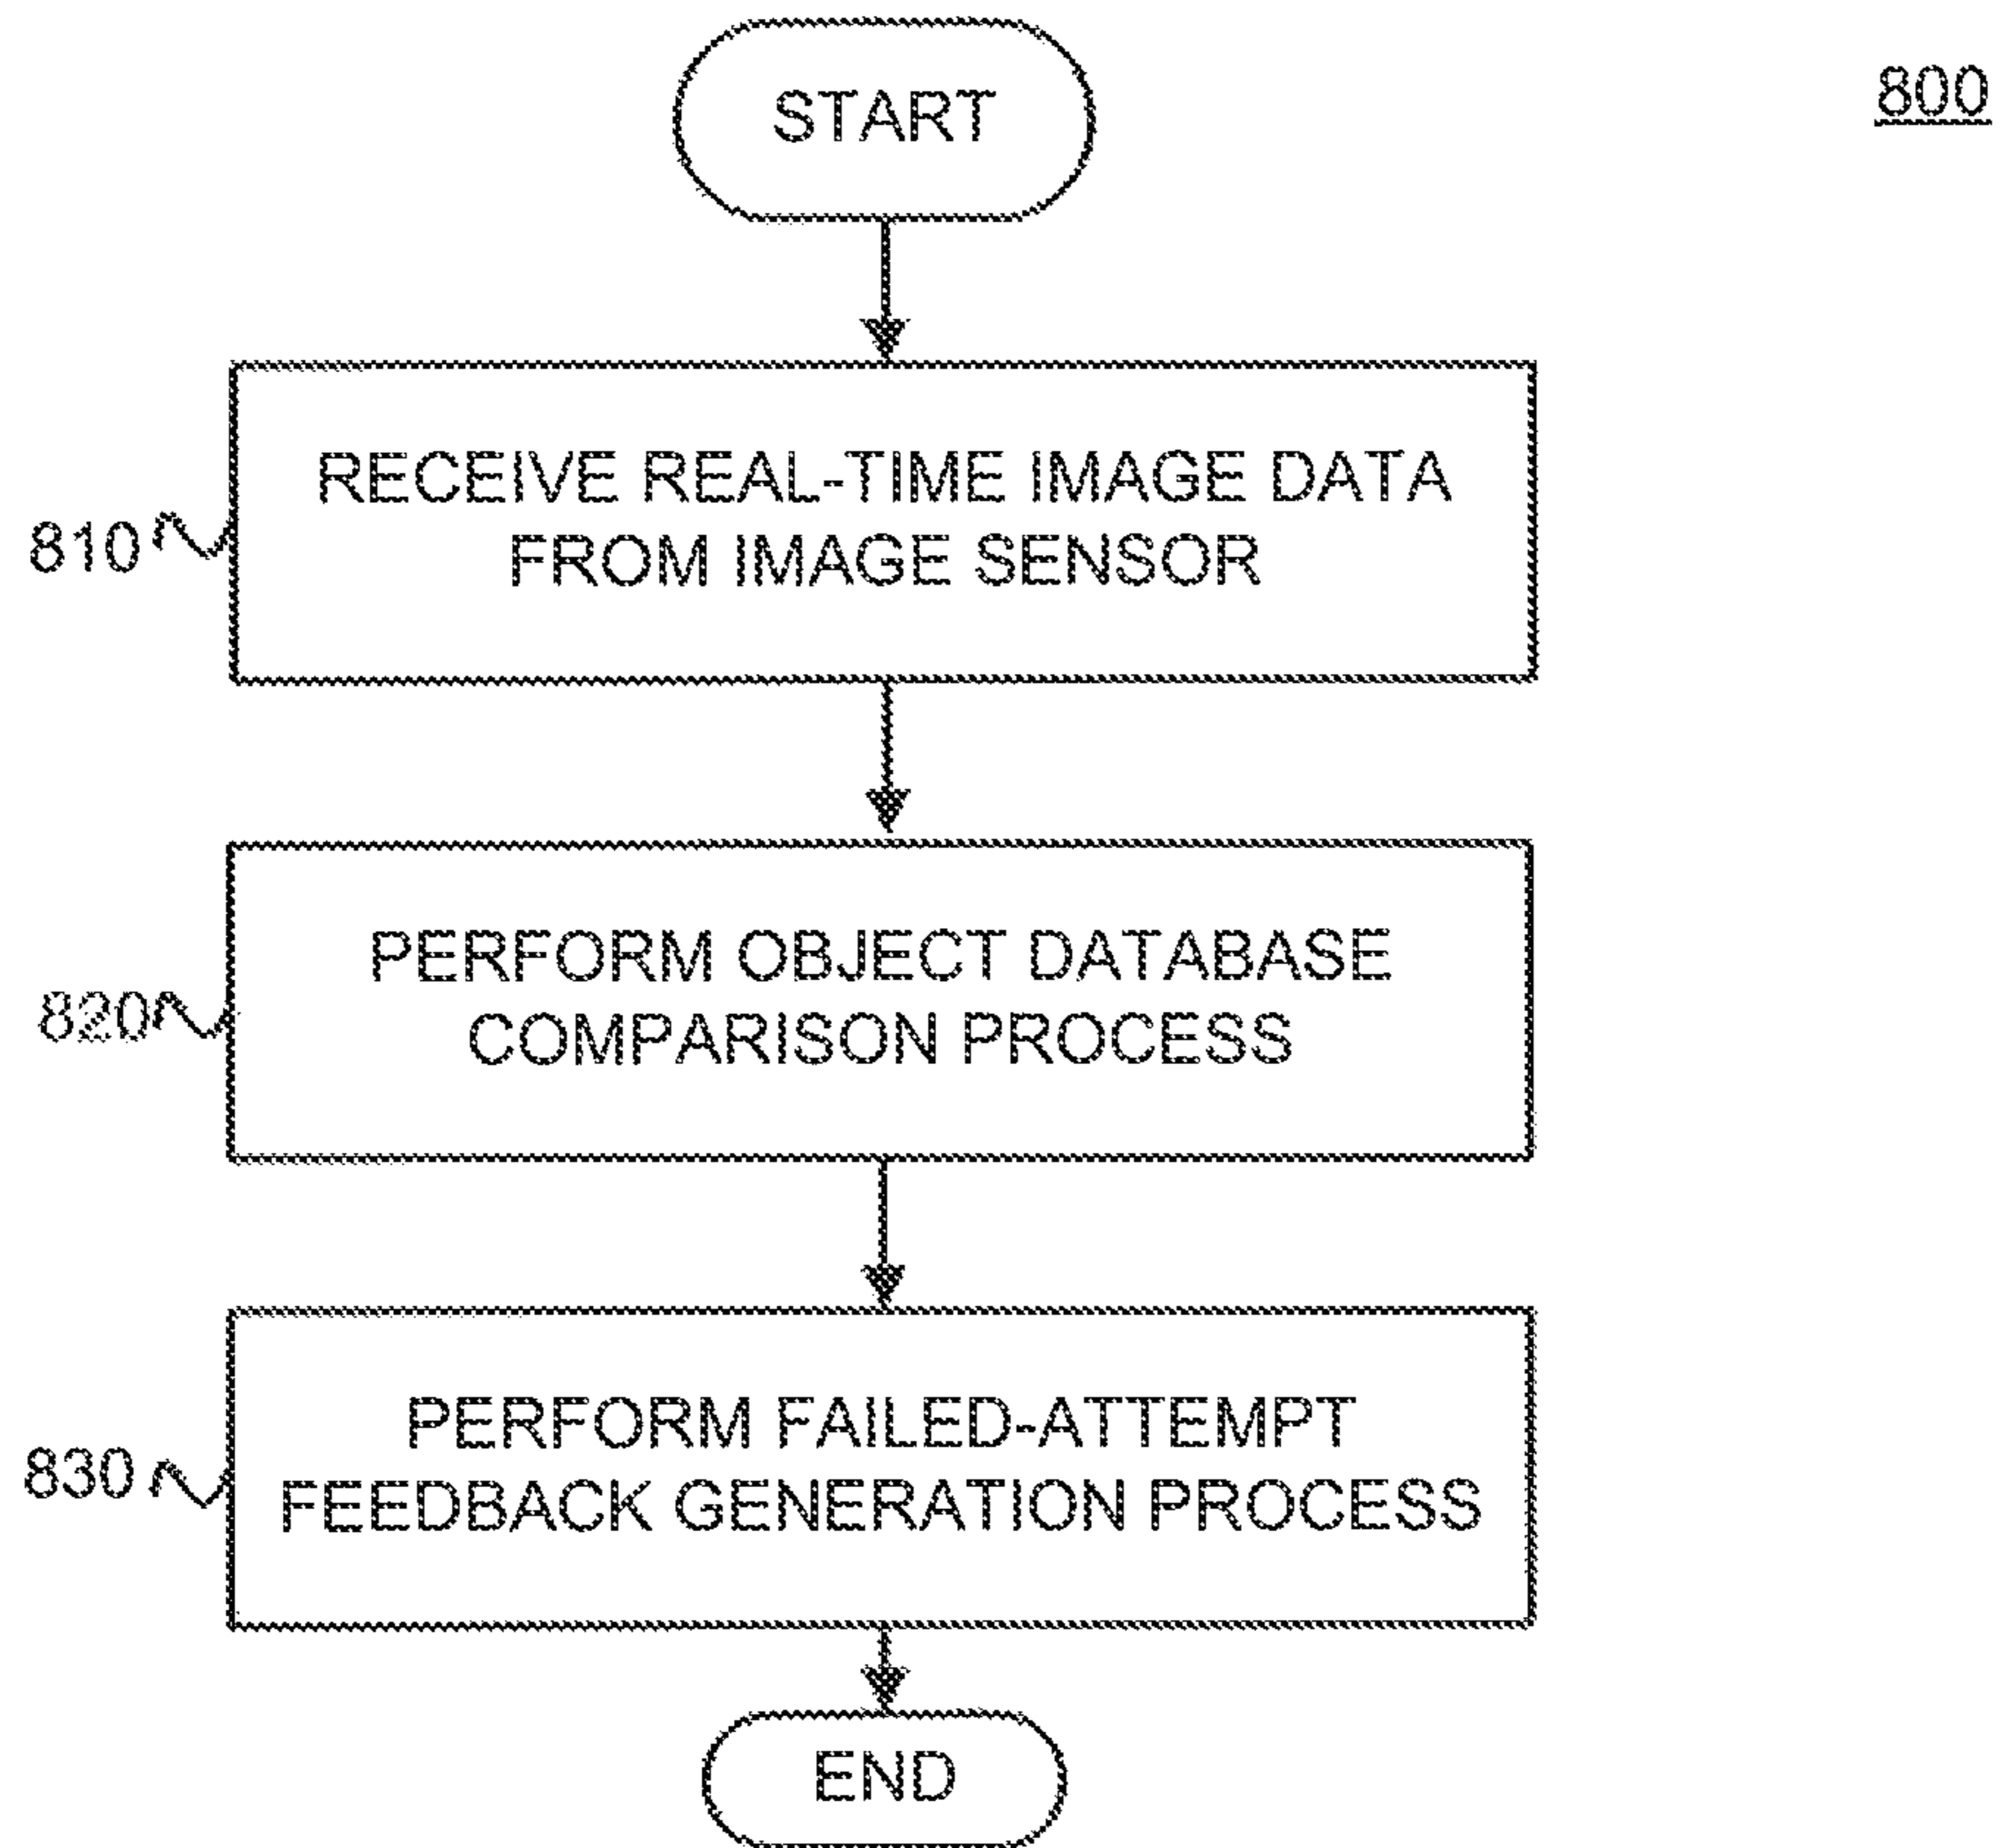 START
800
RECEIVE REAL-TIME IMAGE DATA
FROM IMAGE SENSOR
810
PERFORM OBJECT DATABASE
COMPARISON PROCESS
820
PERFORM FAILED-ATTEMPT
FEEDBACK GENERATION PROCESS
830
END